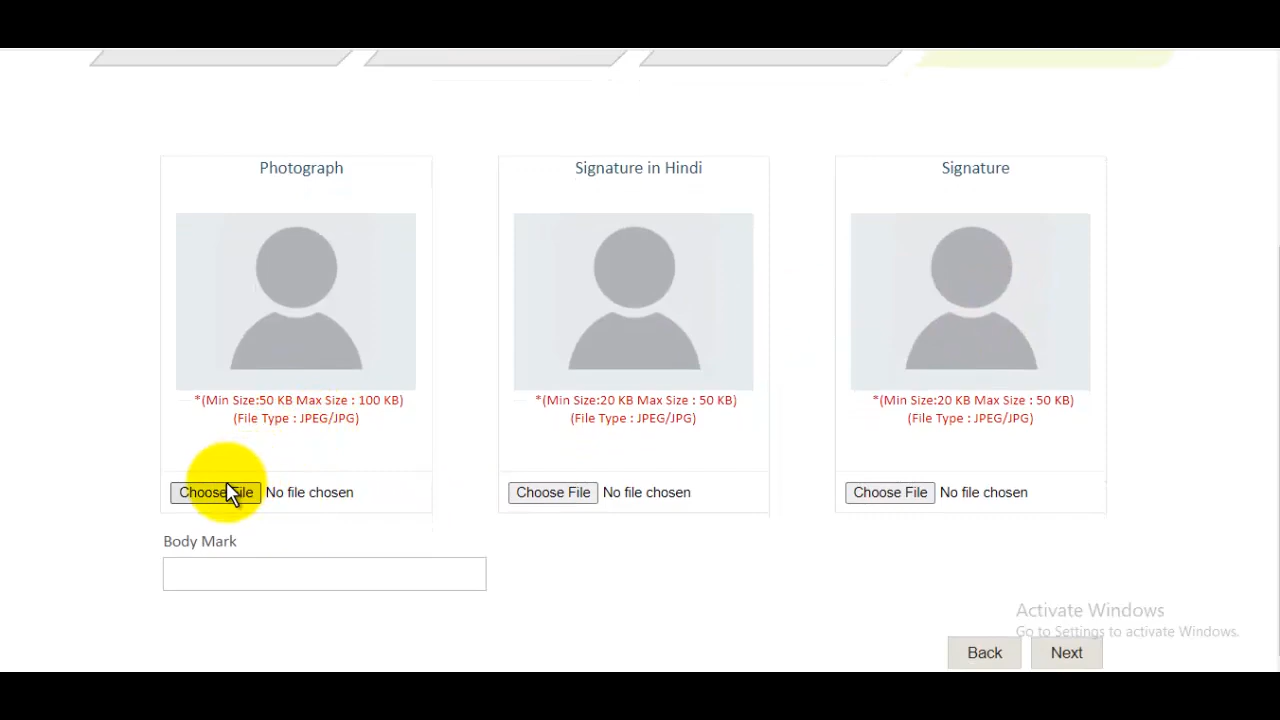 Photograph
Signature in Hindi
Signature
*(Min Size:50 KB Max Size : 100 KB)
(File Type : JPEG/JPG)
*(Min Size:20 KB Max Size : 50 KB)
(File Type : JPEG/JPG)
*(Min Size:20 KB Max Size : 50 KB)
(File Type : JPEG/JPG)
Choose File No file chosen
Choose File No file chosen
Choose File No file chosen
Body Mark
Activate Windows
Go to Settings to activate Windows.
Back
Next